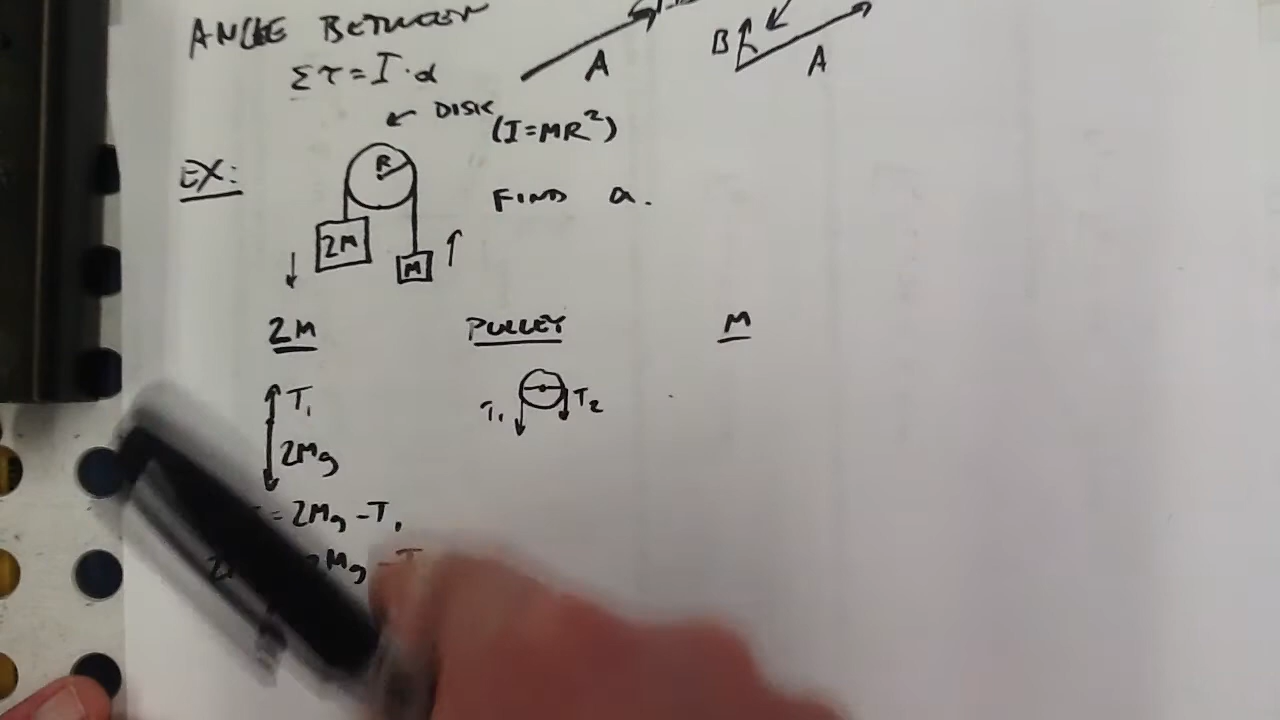 ANGLE BETWEEN
A
B
A
Στ=I·α
← DISK (I=MR²)
EX:
R
FIND a.
2M
M
2M
PULLEY
M
T₁
2Mg
T₁
T₂
= 2Mg -T₁